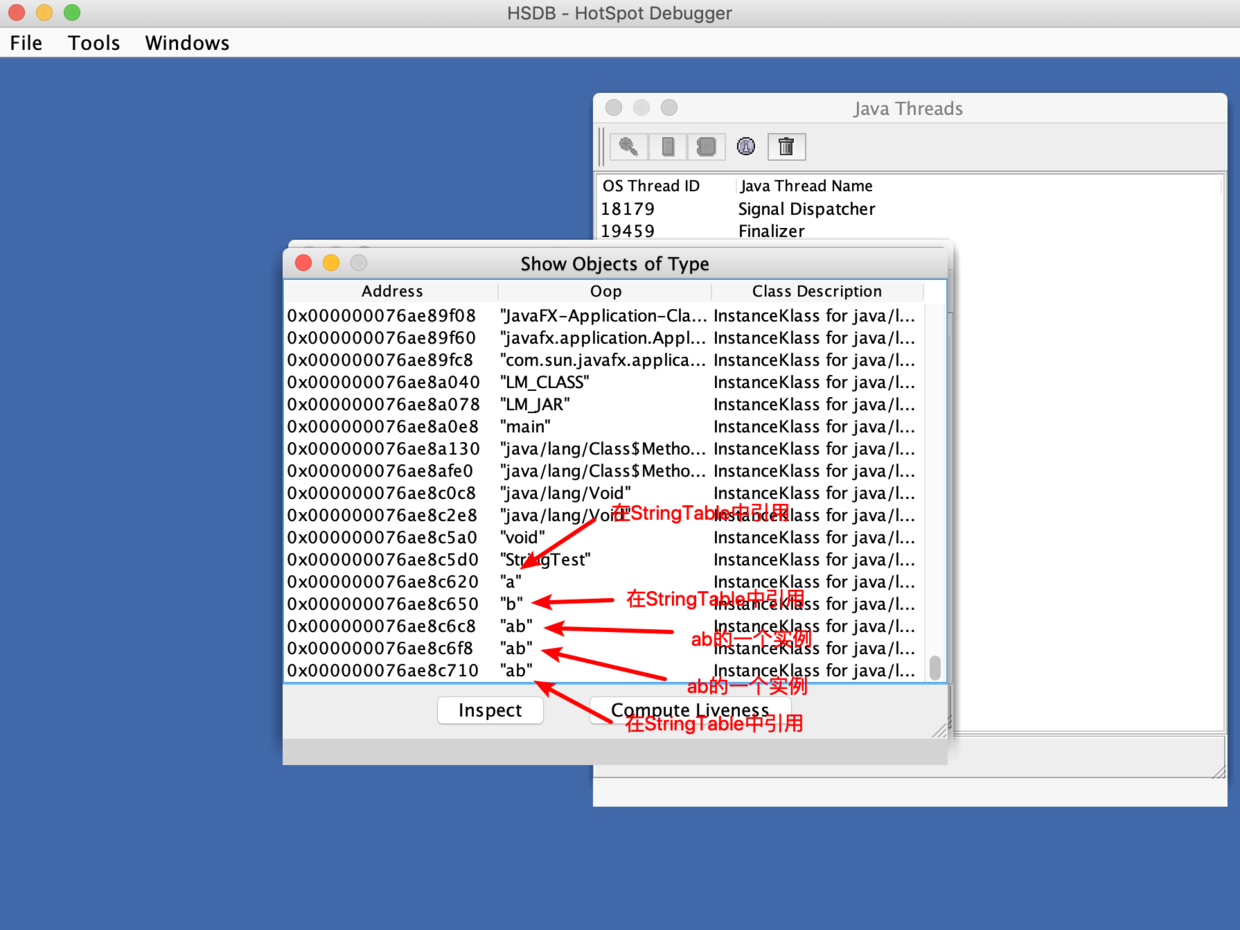 HSDB - HotSpot Debugger
File Tools Windows
Java Threads
OS Thread ID Java Thread Name
18179 Signal Dispatcher
19459 Finalizer
Show Objects of Type
Address Oop Class Description
0x000000076ae89f08 "JavaFX-Application-Cla... InstanceKlass for java/l...
0x000000076ae89f60 "javafx.application.Appl... InstanceKlass for java/l...
0x000000076ae89fc8 "com.sun.javafx.applica... InstanceKlass for java/l...
0x000000076ae8a040 "LM_CLASS" InstanceKlass for java/l...
0x000000076ae8a078 "LM_JAR" InstanceKlass for java/l...
0x000000076ae8a0e8 "main" InstanceKlass for java/l...
0x000000076ae8a130 "java/lang/Class$Metho... InstanceKlass for java/l...
0x000000076ae8afe0 "java/lang/Class$Metho... InstanceKlass for java/l...
0x000000076ae8c0c8 "java/lang/Void" InstanceKlass for java/l...
在StringTable中引用
0x000000076ae8c2e8 "java/lang/Void" InstanceKlass for java/l...
0x000000076ae8c5a0 "void" InstanceKlass for java/l...
0x000000076ae8c5d0 "StringTest" InstanceKlass for java/l...
0x000000076ae8c620 "a" InstanceKlass for java/l...
在StringTable中引用
0x000000076ae8c650 "b" InstanceKlass for java/l...
0x000000076ae8c6c8 "ab" InstanceKlass for java/l...
ab的一个实例
0x000000076ae8c6f8 "ab" InstanceKlass for java/l...
0x000000076ae8c710 "ab" InstanceKlass for java/l...
ab的一个实例
Inspect Compute Liveness
在StringTable中引用